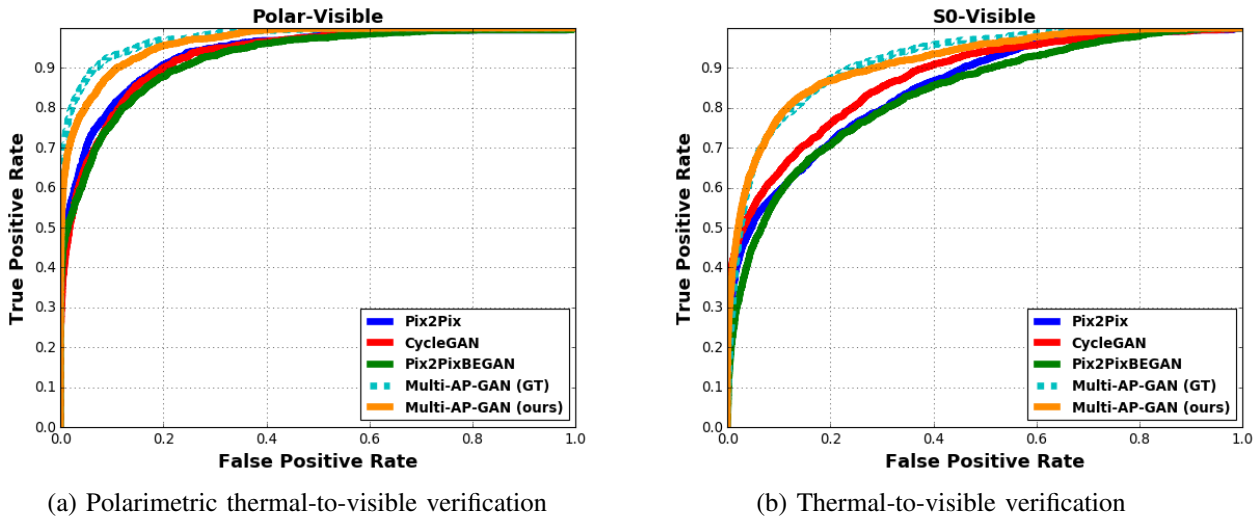 Polar-Visible
True Positive Rate
0.9
0.8
0.7
0.6
0.5
0.4
0.3
0.2
0.1
0.0
0.0 0.2 0.4 0.6 0.8 1.0
False Positive Rate
Pix2Pix
CycleGAN
Pix2PixBEGAN
Multi-AP-GAN (GT)
Multi-AP-GAN (ours)
(a) Polarimetric thermal-to-visible verification
S0-Visible
True Positive Rate
0.9
0.8
0.7
0.6
0.5
0.4
0.3
0.2
0.1
0.0
0.0 0.2 0.4 0.6 0.8 1.0
False Positive Rate
Pix2Pix
CycleGAN
Pix2PixBEGAN
Multi-AP-GAN (GT)
Multi-AP-GAN (ours)
(b) Thermal-to-visible verification